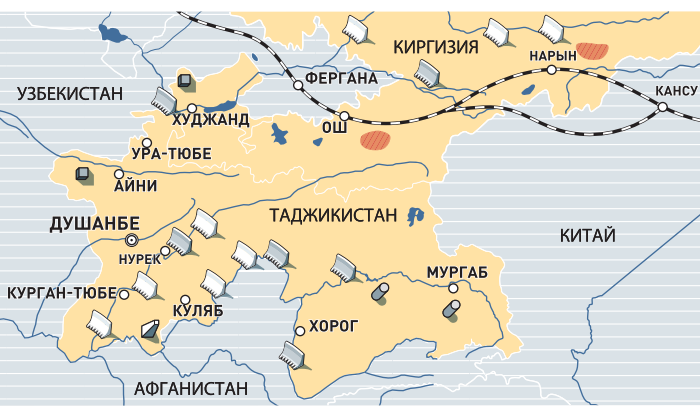 КИРГИЗИЯ
НАРЫН
ФЕРГАНА
УЗБЕКИСТАН
КАНСУ
ХУДЖАНД
ОШ
УРА-ТЮБЕ
АЙНИ
ТАДЖИКИСТАН
ДУШАНБЕ
КИТАЙ
НУРЕК
МУРГАБ
КУРГАН-ТЮБЕ
КУЛЯБ
ХОРОГ
АФГАНИСТАН